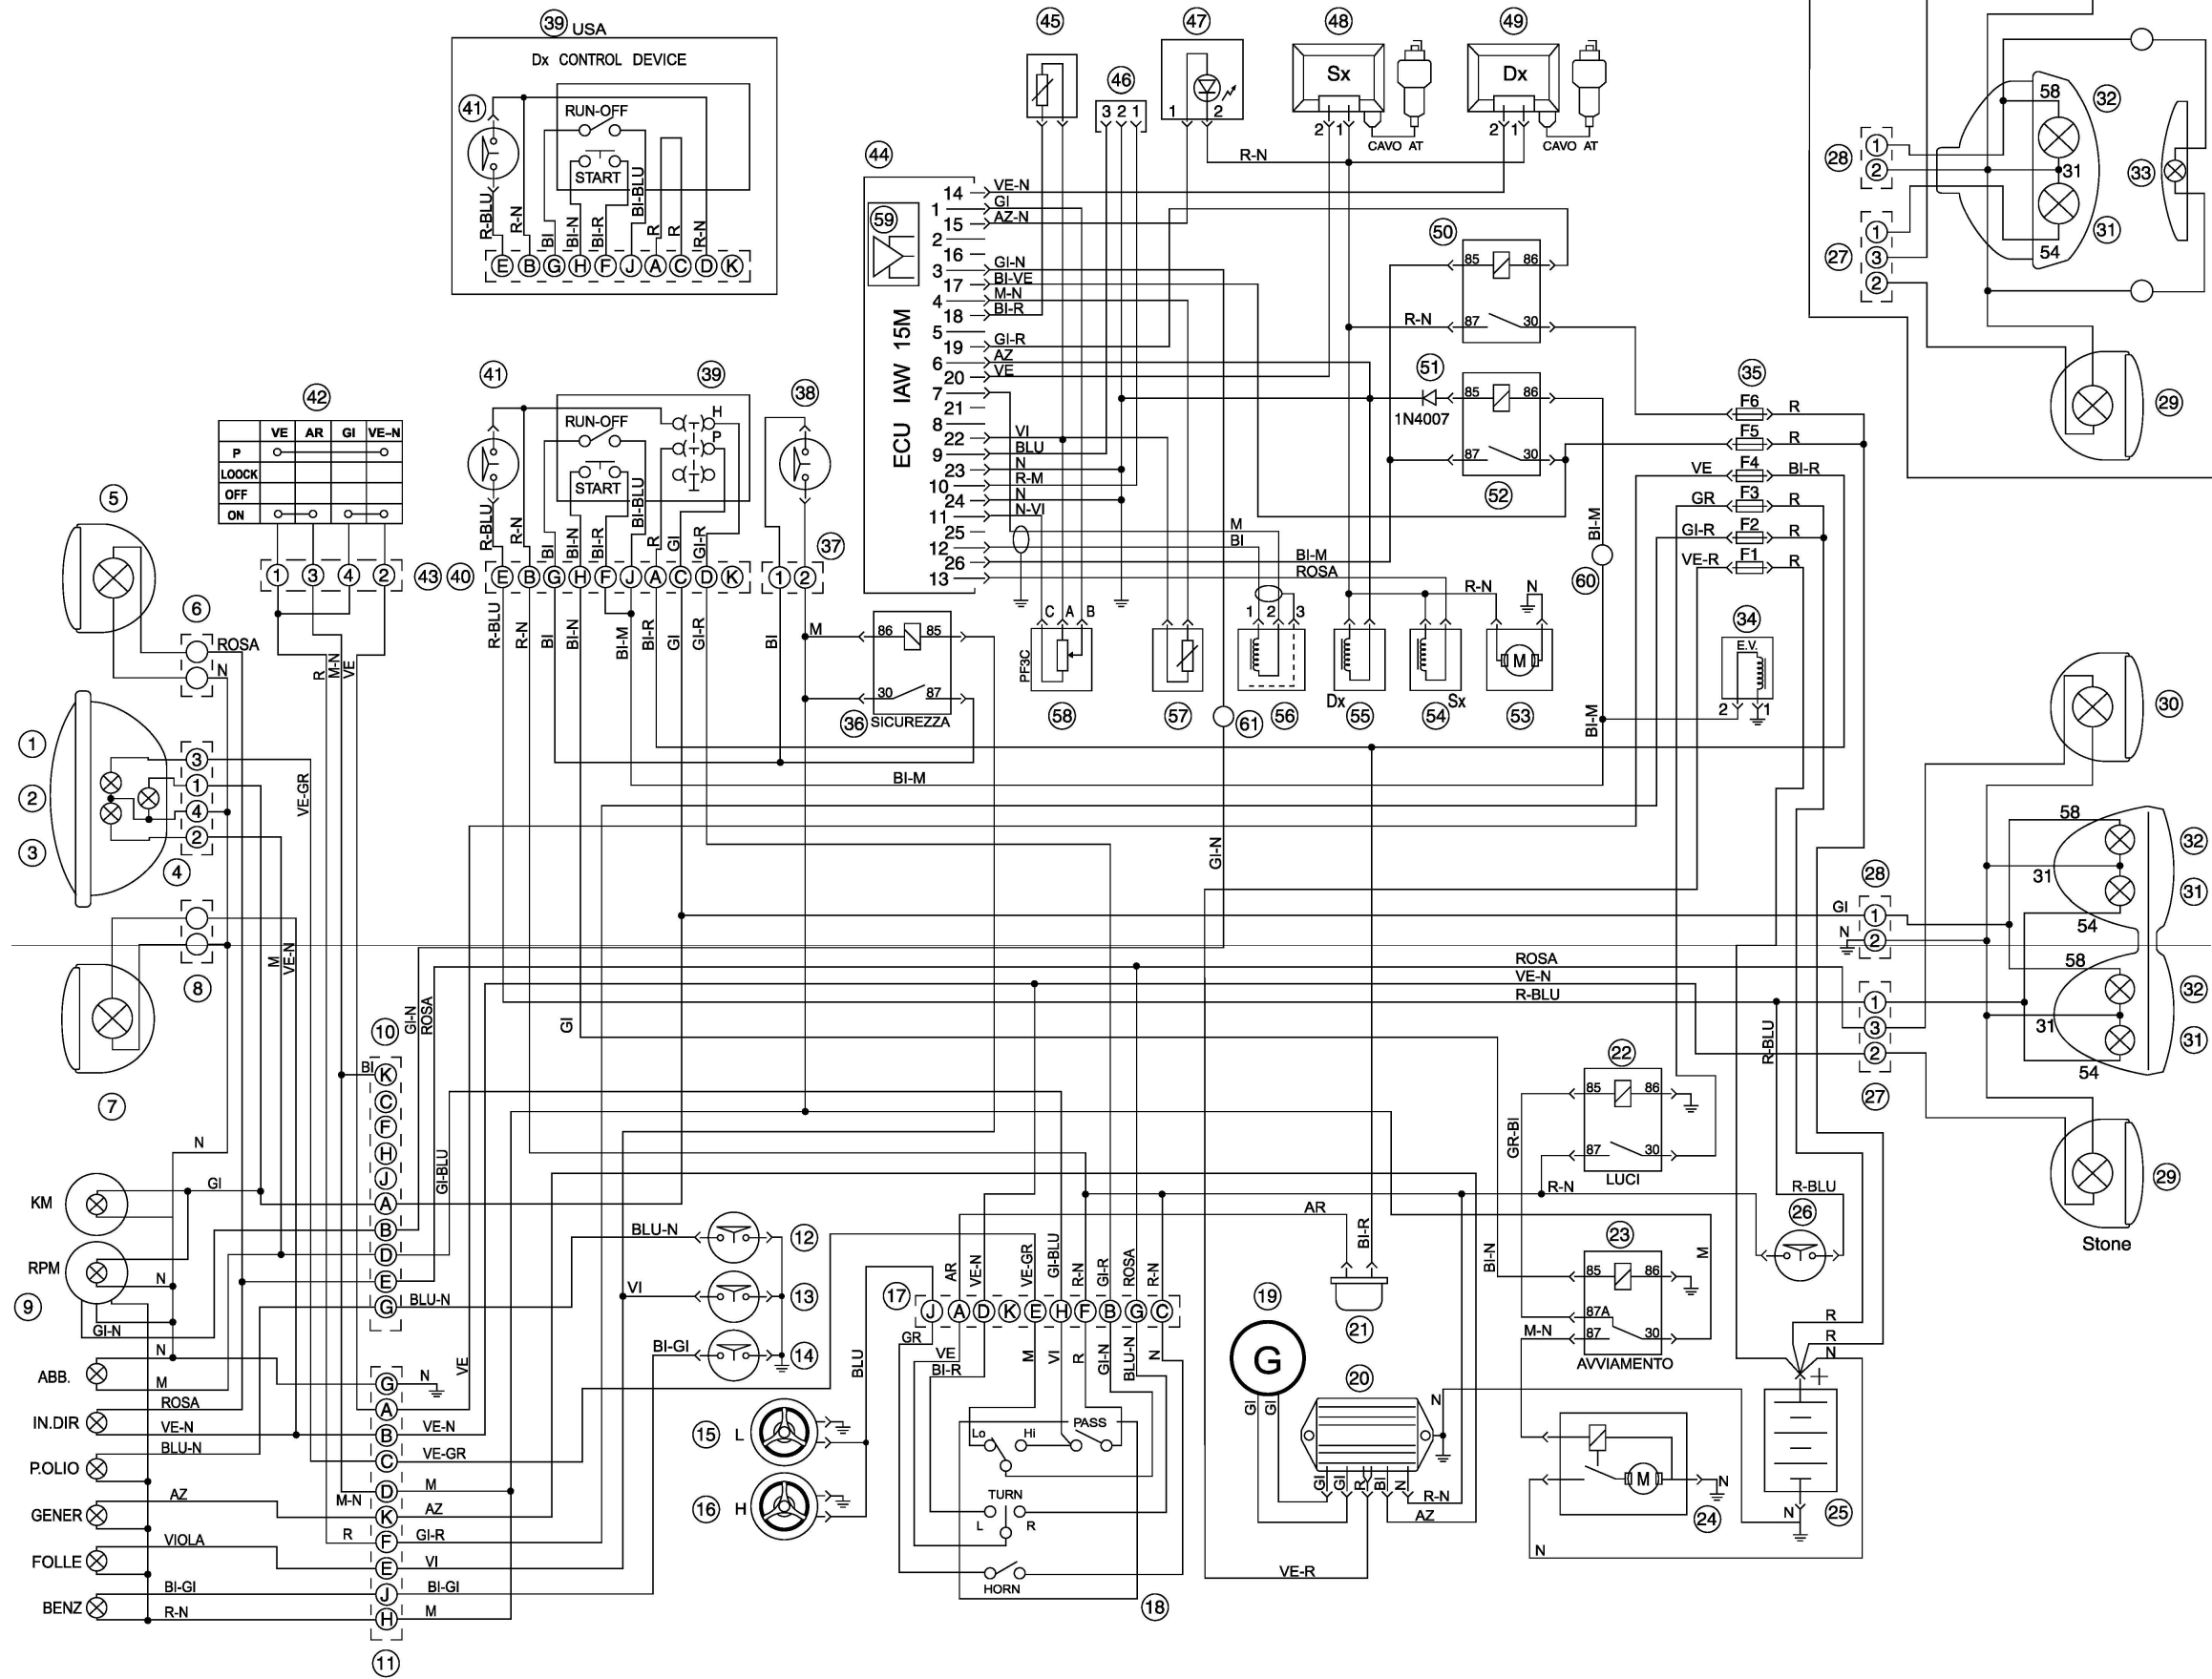 39 USA
Dx CONTROL DEVICE
41
RUN-OFF
START
R-BLU
R-N
BI
BI-N
BI-R
BI-BLU
R
R
R-N
E B G H F J A C D K
45
46
3 2 1
47
1 2
48
Sx
2 1
CAVO AT
49
Dx
2 1
CAVO AT
R-N
44
59
ECU IAW 15M
14 VE-N
1 GI
15 AZ-N
2
16
3 GI-N
17 BI-VE
4 M-N
18 BI-R
5
19 GI-R
6 AZ
20 VE
7
21
8
22 VI
9 BLU
23 N
10 R-M
24 N
11 N-VI
25 M
12 BI
26 BI-M
13 ROSA
50
85 86
R-N 87 30
51
1N4007
85 86
87 30
52
BI-M
60
35
F6 R
F5 R
VE F4 BI-R
GR F3 R
GI-R F2 R
VE-R F1 R
28
1
2
27
1
3
2
58
32
31
31
54
33
29
42
VE AR GI VE-N
P
LOOCK
OFF
ON
1 3 4 2
43 40
R
M-N
VE
41
39
H
P
RUN-OFF
START
R-BLU
R-N
BI
BI-N
BI-R
BI-BLU
R
GI
GI-R
E B G H F J A C D K
R-BLU
R-N
BI
BI-N
BI-M
BI-R
GI
GI-R
38
37
1 2
BI
M
86 85
30 87
36 SICUREZZA
C A B
PF3C
58
57
61
1 2 3
56
Dx
55
54
Sx
R-N
N
M
53
BI-M
34
E.V.
2 1
BI-M
GI-N
5
6
ROSA
N
1
2
3
3
1
4
2
4
VE-GR
7
8
M
VE-N
N
10
GI-N
ROSA
GI
BI K
C
F
H
J
A
B
D
E
G
GI-BLU
BLU-N
KM
GI
RPM
N
9
GI-N
N
ABB.
M
IN.DIR
ROSA
VE-N
P.OLIO
BLU-N
GENER
AZ
FOLLE
VIOLA
BENZ
BI-GI
R-N
G N
A VE
B VE-N
C VE-GR
M-N D M
K AZ
R F GI-R
E VI
J BI-GI
H M
11
BLU-N 12
VI 13
BI-GI 14
15 L
16 H
BLU
17
AR
VE-N
VE-GR
GI-BLU
R-N
GI-R
ROSA
R-N
J A D K E H F B G C
GR
VE
BI-R
M
VI
R
GI-N
BLU-N
N
Lo
Hi
PASS
TURN
L R
HORN
18
19
G
GI
GI
AR
BI-R
21
20
N
GI
GI
R
BI
N
R-N
AZ
VE-R
22
85 86
87 30
LUCI
GR-BI
R-N
BI-N
23
85 86
87A
87 30
M-N
AVVIAMENTO
M
R-BLU
R-BLU
26
R
R
N
+
N
25
M
N
24
N
ROSA
VE-N
R-BLU
GI
N
28
1
2
27
1
3
2
30
58
32
31
31
54
58
32
31
31
54
29
Stone